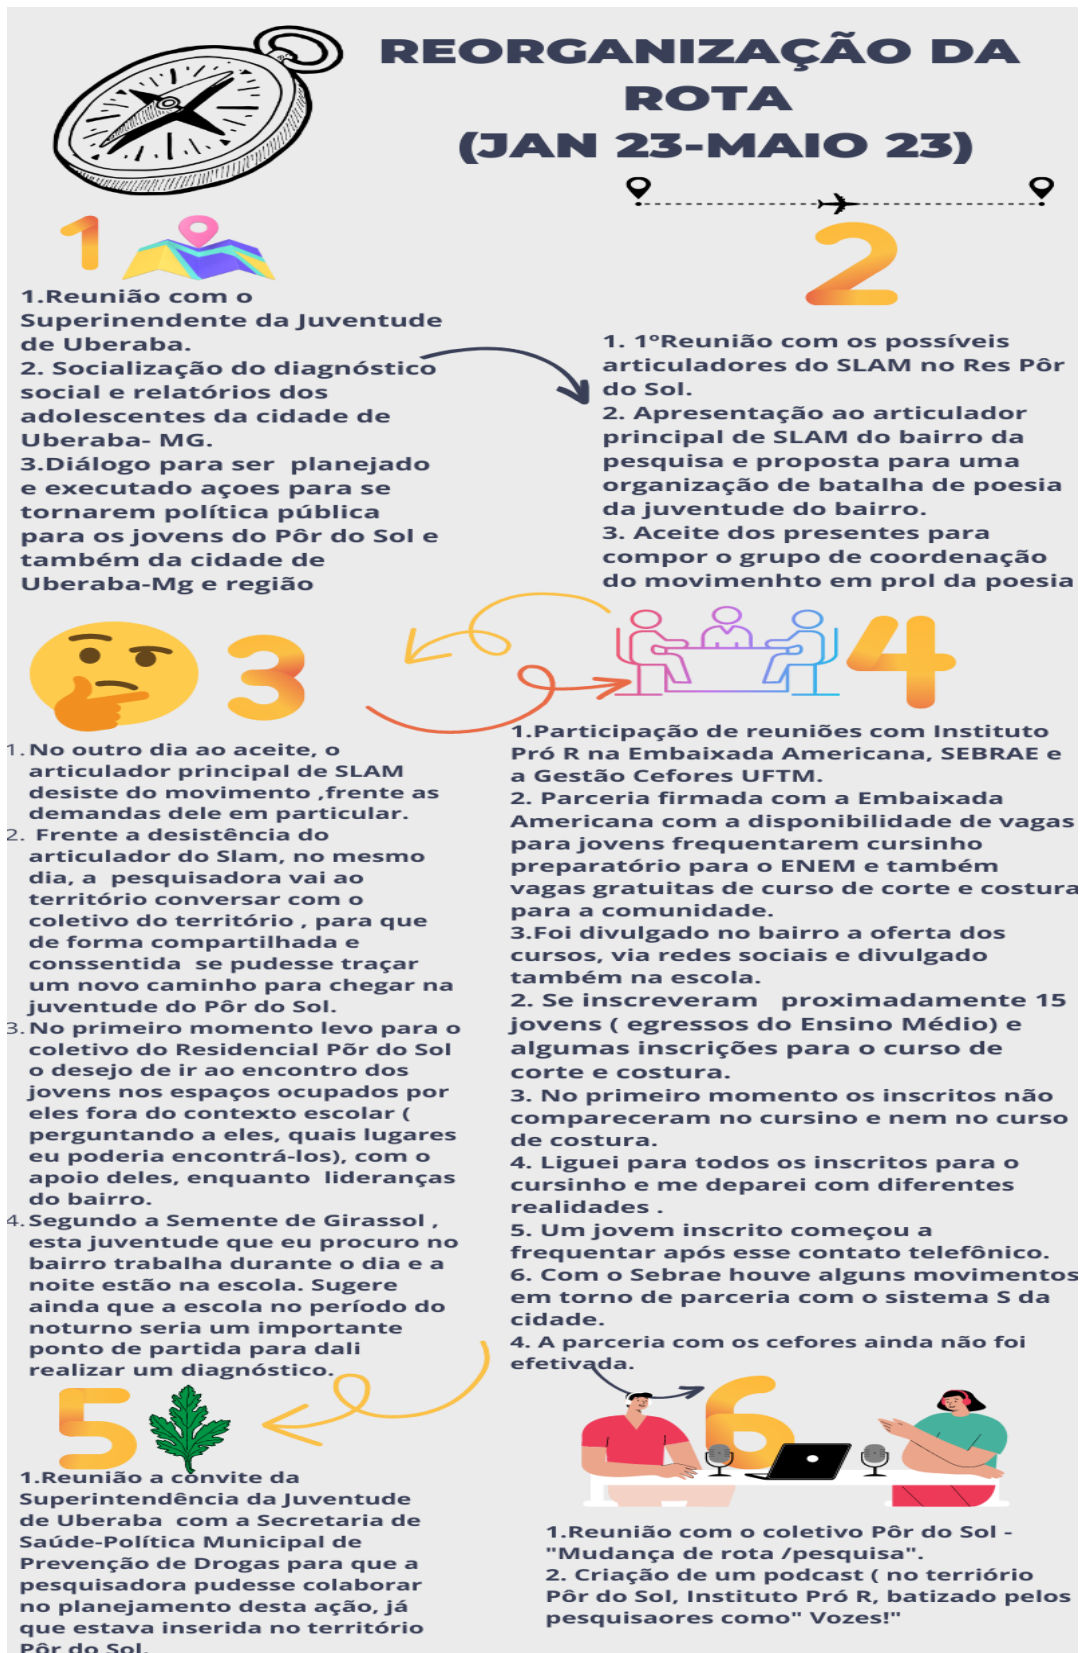 REORGANIZAÇÃO DA
ROTA
(JAN 23-MAIO 23)
1
1.Reunião com o
Superinendente da Juventude
de Uberaba.
2. Socialização do diagnóstico
social e relatórios dos
adolescentes da cidade de
Uberaba- MG.
3.Diálogo para ser planejado
e executado açoes para se
tornarem política pública
para os jovens do Pôr do Sol e
também da cidade de
Uberaba-Mg e região
2
1. 1ºReunião com os possíveis
articuladores do SLAM no Res Pôr
do Sol.
2. Apresentação ao articulador
principal de SLAM do bairro da
pesquisa e proposta para uma
organização de batalha de poesia
da juventude do bairro.
3. Aceite dos presentes para
compor o grupo de coordenação
do movimenhto em prol da poesia
3
1. No outro dia ao aceite, o
articulador principal de SLAM
desiste do movimento ,frente as
demandas dele em particular.
2. Frente a desistência do
articulador do Slam, no mesmo
dia, a pesquisadora vai ao
território conversar com o
coletivo do território , para que
de forma compartilhada e
conssentida se pudesse traçar
um novo caminho para chegar na
juventude do Pôr do Sol.
3. No primeiro momento levo para o
coletivo do Residencial Põr do Sol
o desejo de ir ao encontro dos
jovens nos espaços ocupados por
eles fora do contexto escolar (
perguntando a eles, quais lugares
eu poderia encontrá-los), com o
apoio deles, enquanto lideranças
do bairro.
4. Segundo a Semente de Girassol ,
esta juventude que eu procuro no
bairro trabalha durante o dia e a
noite estão na escola. Sugere
ainda que a escola no período do
noturno seria um importante
ponto de partida para dali
realizar um diagnóstico.
4
1.Participação de reuniões com Instituto
Pró R na Embaixada Americana, SEBRAE e
a Gestão Cefores UFTM.
2. Parceria firmada com a Embaixada
Americana com a disponibilidade de vagas
para jovens frequentarem cursinho
preparatório para o ENEM e também
vagas gratuitas de curso de corte e costura
para a comunidade.
3.Foi divulgado no bairro a oferta dos
cursos, via redes sociais e divulgado
também na escola.
2. Se inscreveram proximadamente 15
jovens ( egressos do Ensino Médio) e
algumas inscrições para o curso de
corte e costura.
3. No primeiro momento os inscritos não
compareceram no cursino e nem no curso
de costura.
4. Liguei para todos os inscritos para o
cursinho e me deparei com diferentes
realidades .
5. Um jovem inscrito começou a
frequentar após esse contato telefônico.
6. Com o Sebrae houve alguns movimentos
em torno de parceria com o sistema S da
cidade.
4. A parceria com os cefores ainda não foi
efetivada.
5
1.Reunião a convite da
Superintendência da Juventude
de Uberaba com a Secretaria de
Saúde-Política Municipal de
Prevenção de Drogas para que a
pesquisadora pudesse colaborar
no planejamento desta ação, já
que estava inserida no território
Pôr do Sol.
6
1.Reunião com o coletivo Pôr do Sol -
"Mudança de rota /pesquisa".
2. Criação de um podcast ( no terriório
Pôr do Sol, Instituto Pró R, batizado pelos
pesquisaores como" Vozes!"